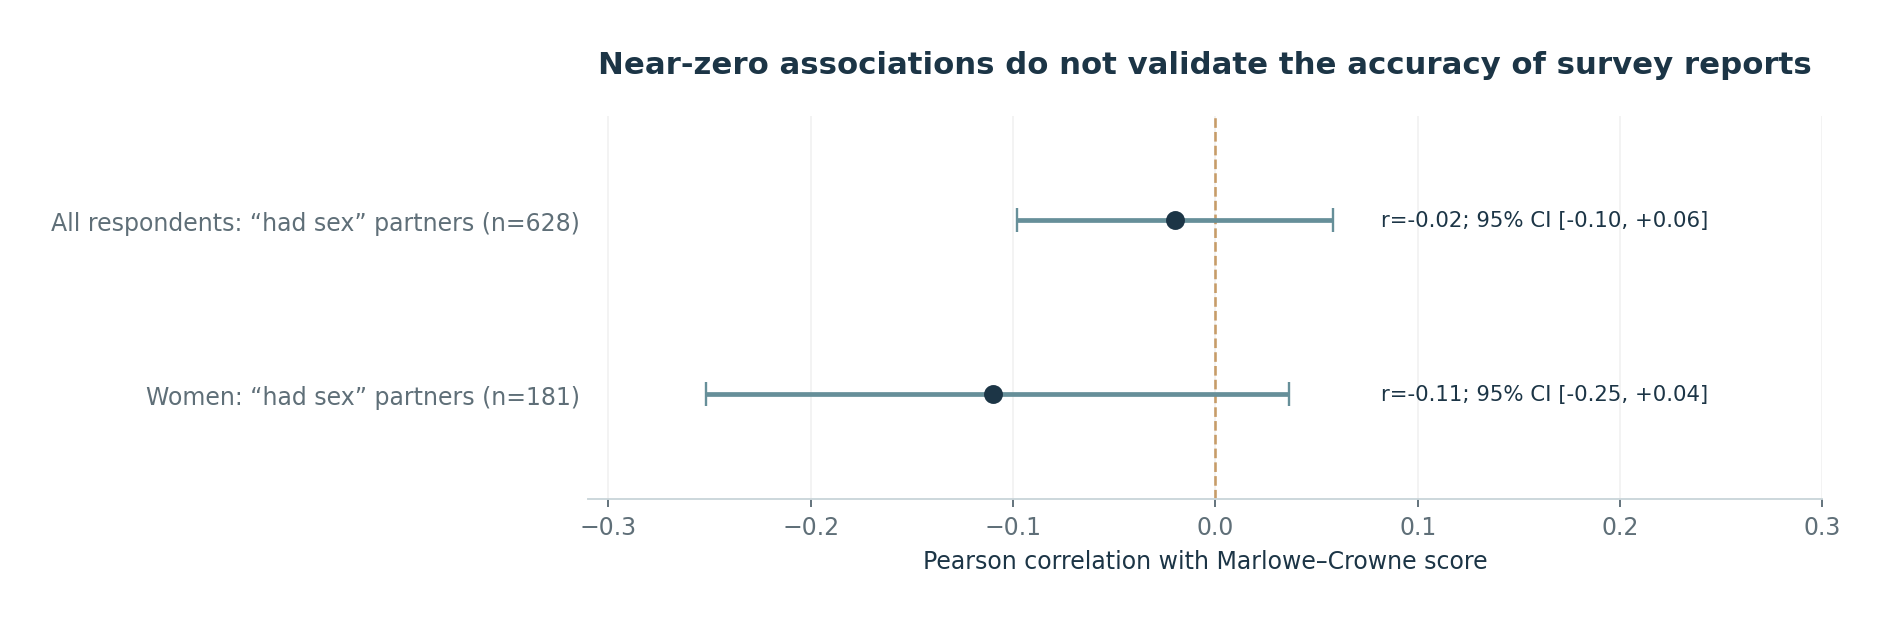 Near-zero associations do not validate the accuracy of survey reports
All respondents: “had sex” partners (n=628)
r=-0.02; 95% CI [-0.10, +0.06]
Women: “had sex” partners (n=181)
r=-0.11; 95% CI [-0.25, +0.04]
−0.3 −0.2 −0.1 0.0 0.1 0.2 0.3
Pearson correlation with Marlowe–Crowne score